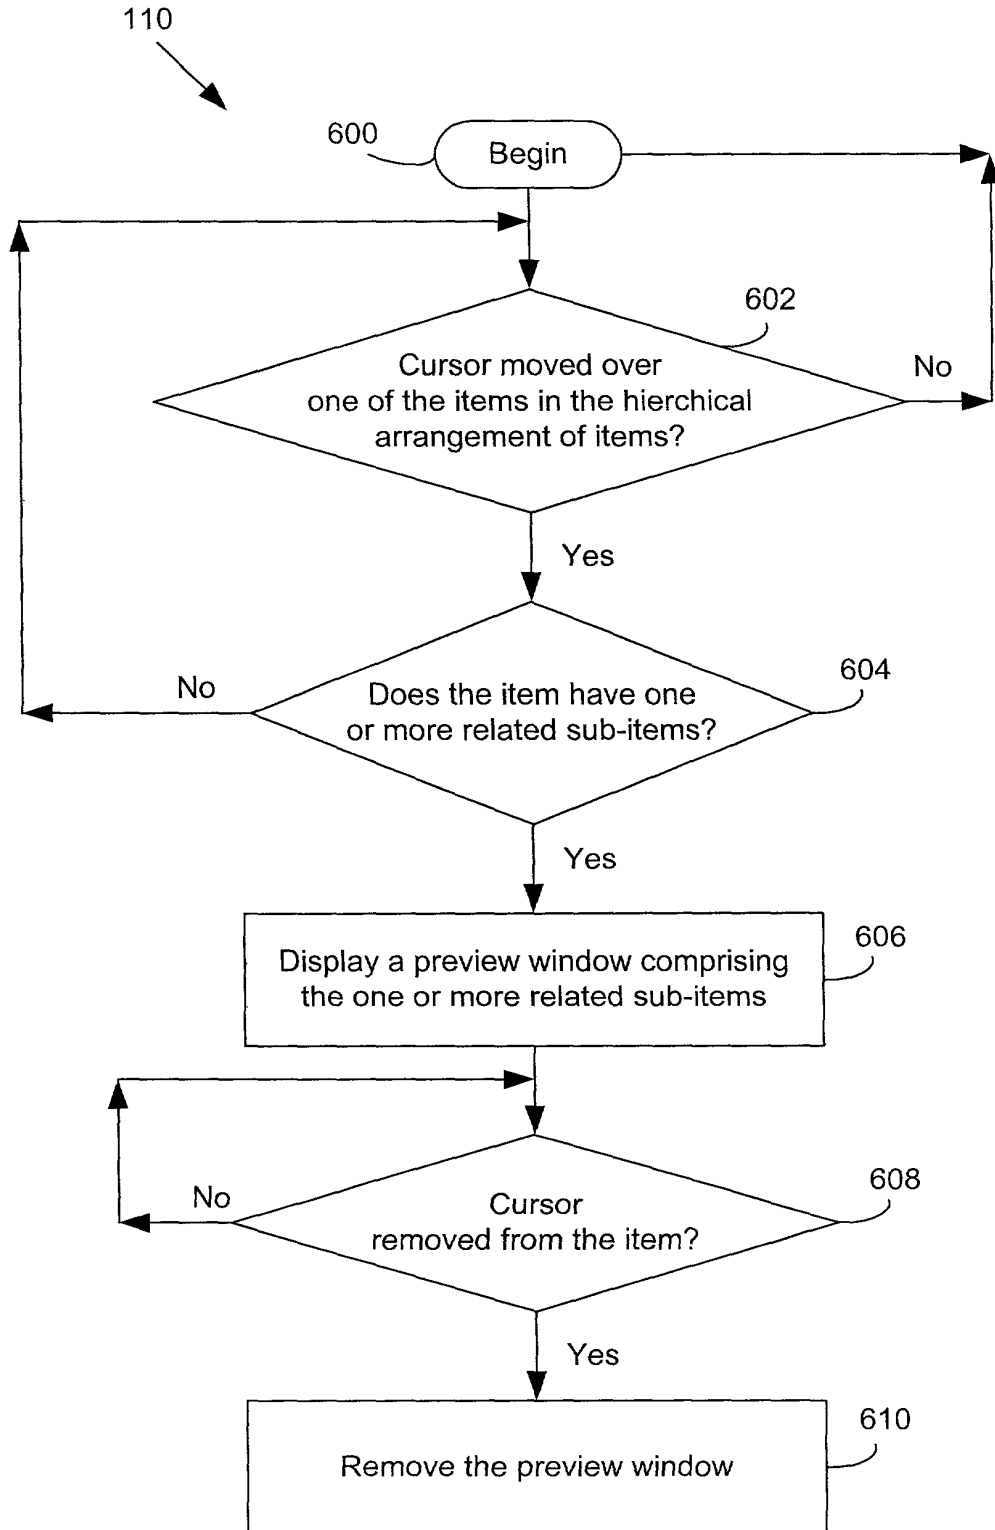 110
600
Begin
602
Cursor moved over
one of the items in the hierchical
arrangement of items?
No
Yes
604
Does the item have one
or more related sub-items?
No
Yes
606
Display a preview window comprising
the one or more related sub-items
608
Cursor
removed from the item?
No
Yes
610
Remove the preview window